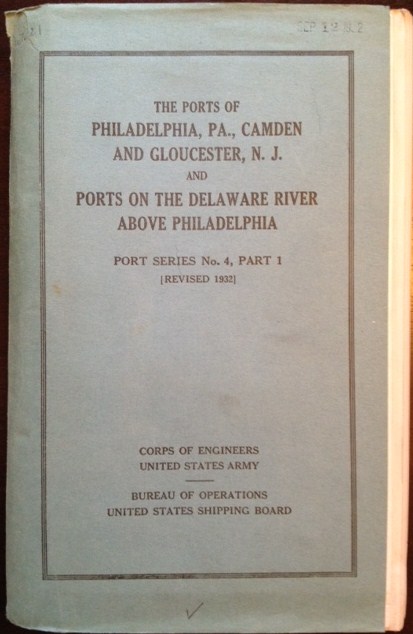 THE PORTS OF
PHILADELPHIA, PA., CAMDEN
AND GLOUCESTER, N. J.
AND
PORTS ON THE DELAWARE RIVER
ABOVE PHILADELPHIA
PORT SERIES No. 4, PART 1
[REVISED 1932]
CORPS OF ENGINEERS
UNITED STATES ARMY
BUREAU OF OPERATIONS
UNITED STATES SHIPPING BOARD